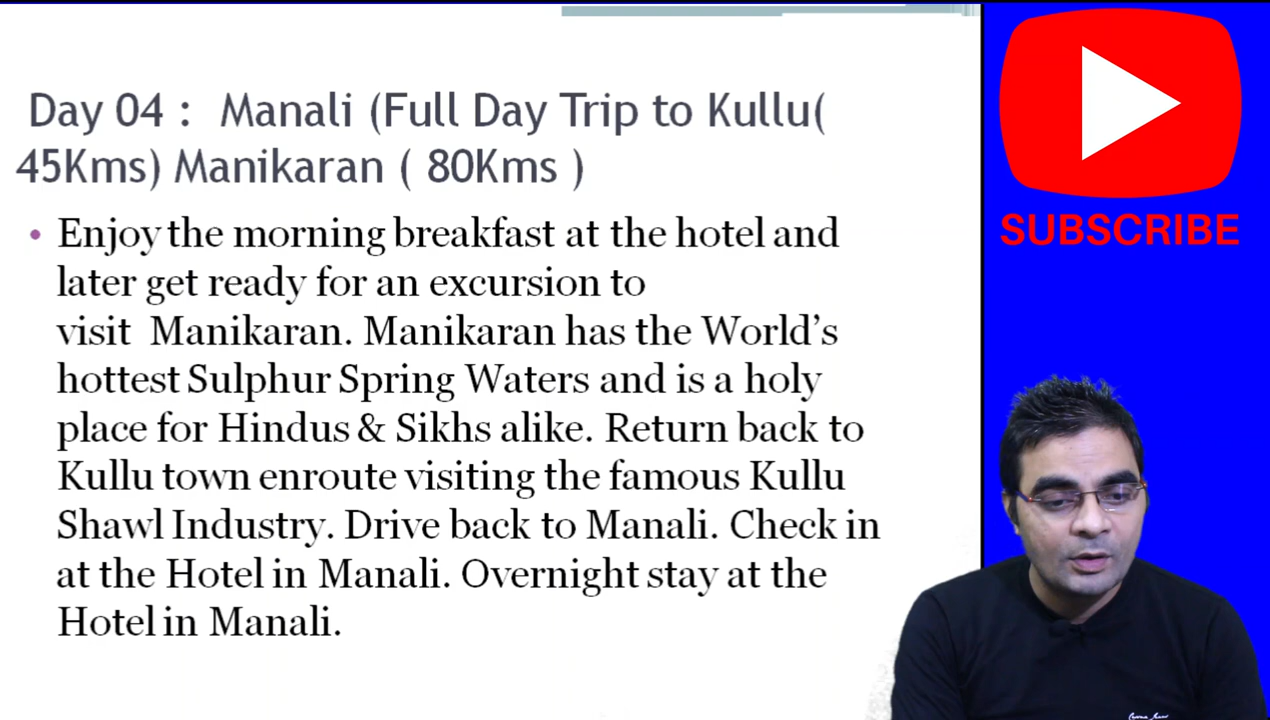 Day 04 : Manali (Full Day Trip to Kullu(
45Kms) Manikaran ( 80Kms )
• Enjoy the morning breakfast at the hotel and
later get ready for an excursion to
visit Manikaran. Manikaran has the World’s
hottest Sulphur Spring Waters and is a holy
place for Hindus & Sikhs alike. Return back to
Kullu town enroute visiting the famous Kullu
Shawl Industry. Drive back to Manali. Check in
at the Hotel in Manali. Overnight stay at the
Hotel in Manali.
SUBSCRIBE